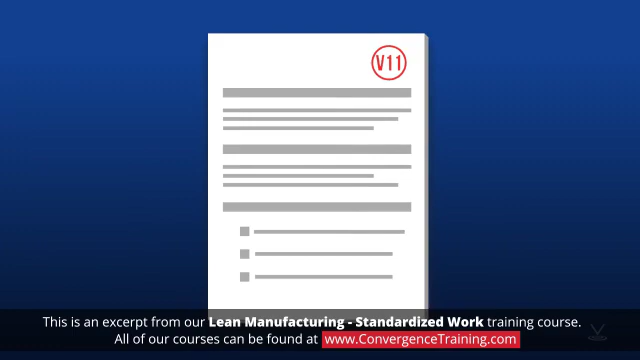 V11
This is an excerpt from our Lean Manufacturing - Standardized Work training course.
All of our courses can be found at www.ConvergenceTraining.com